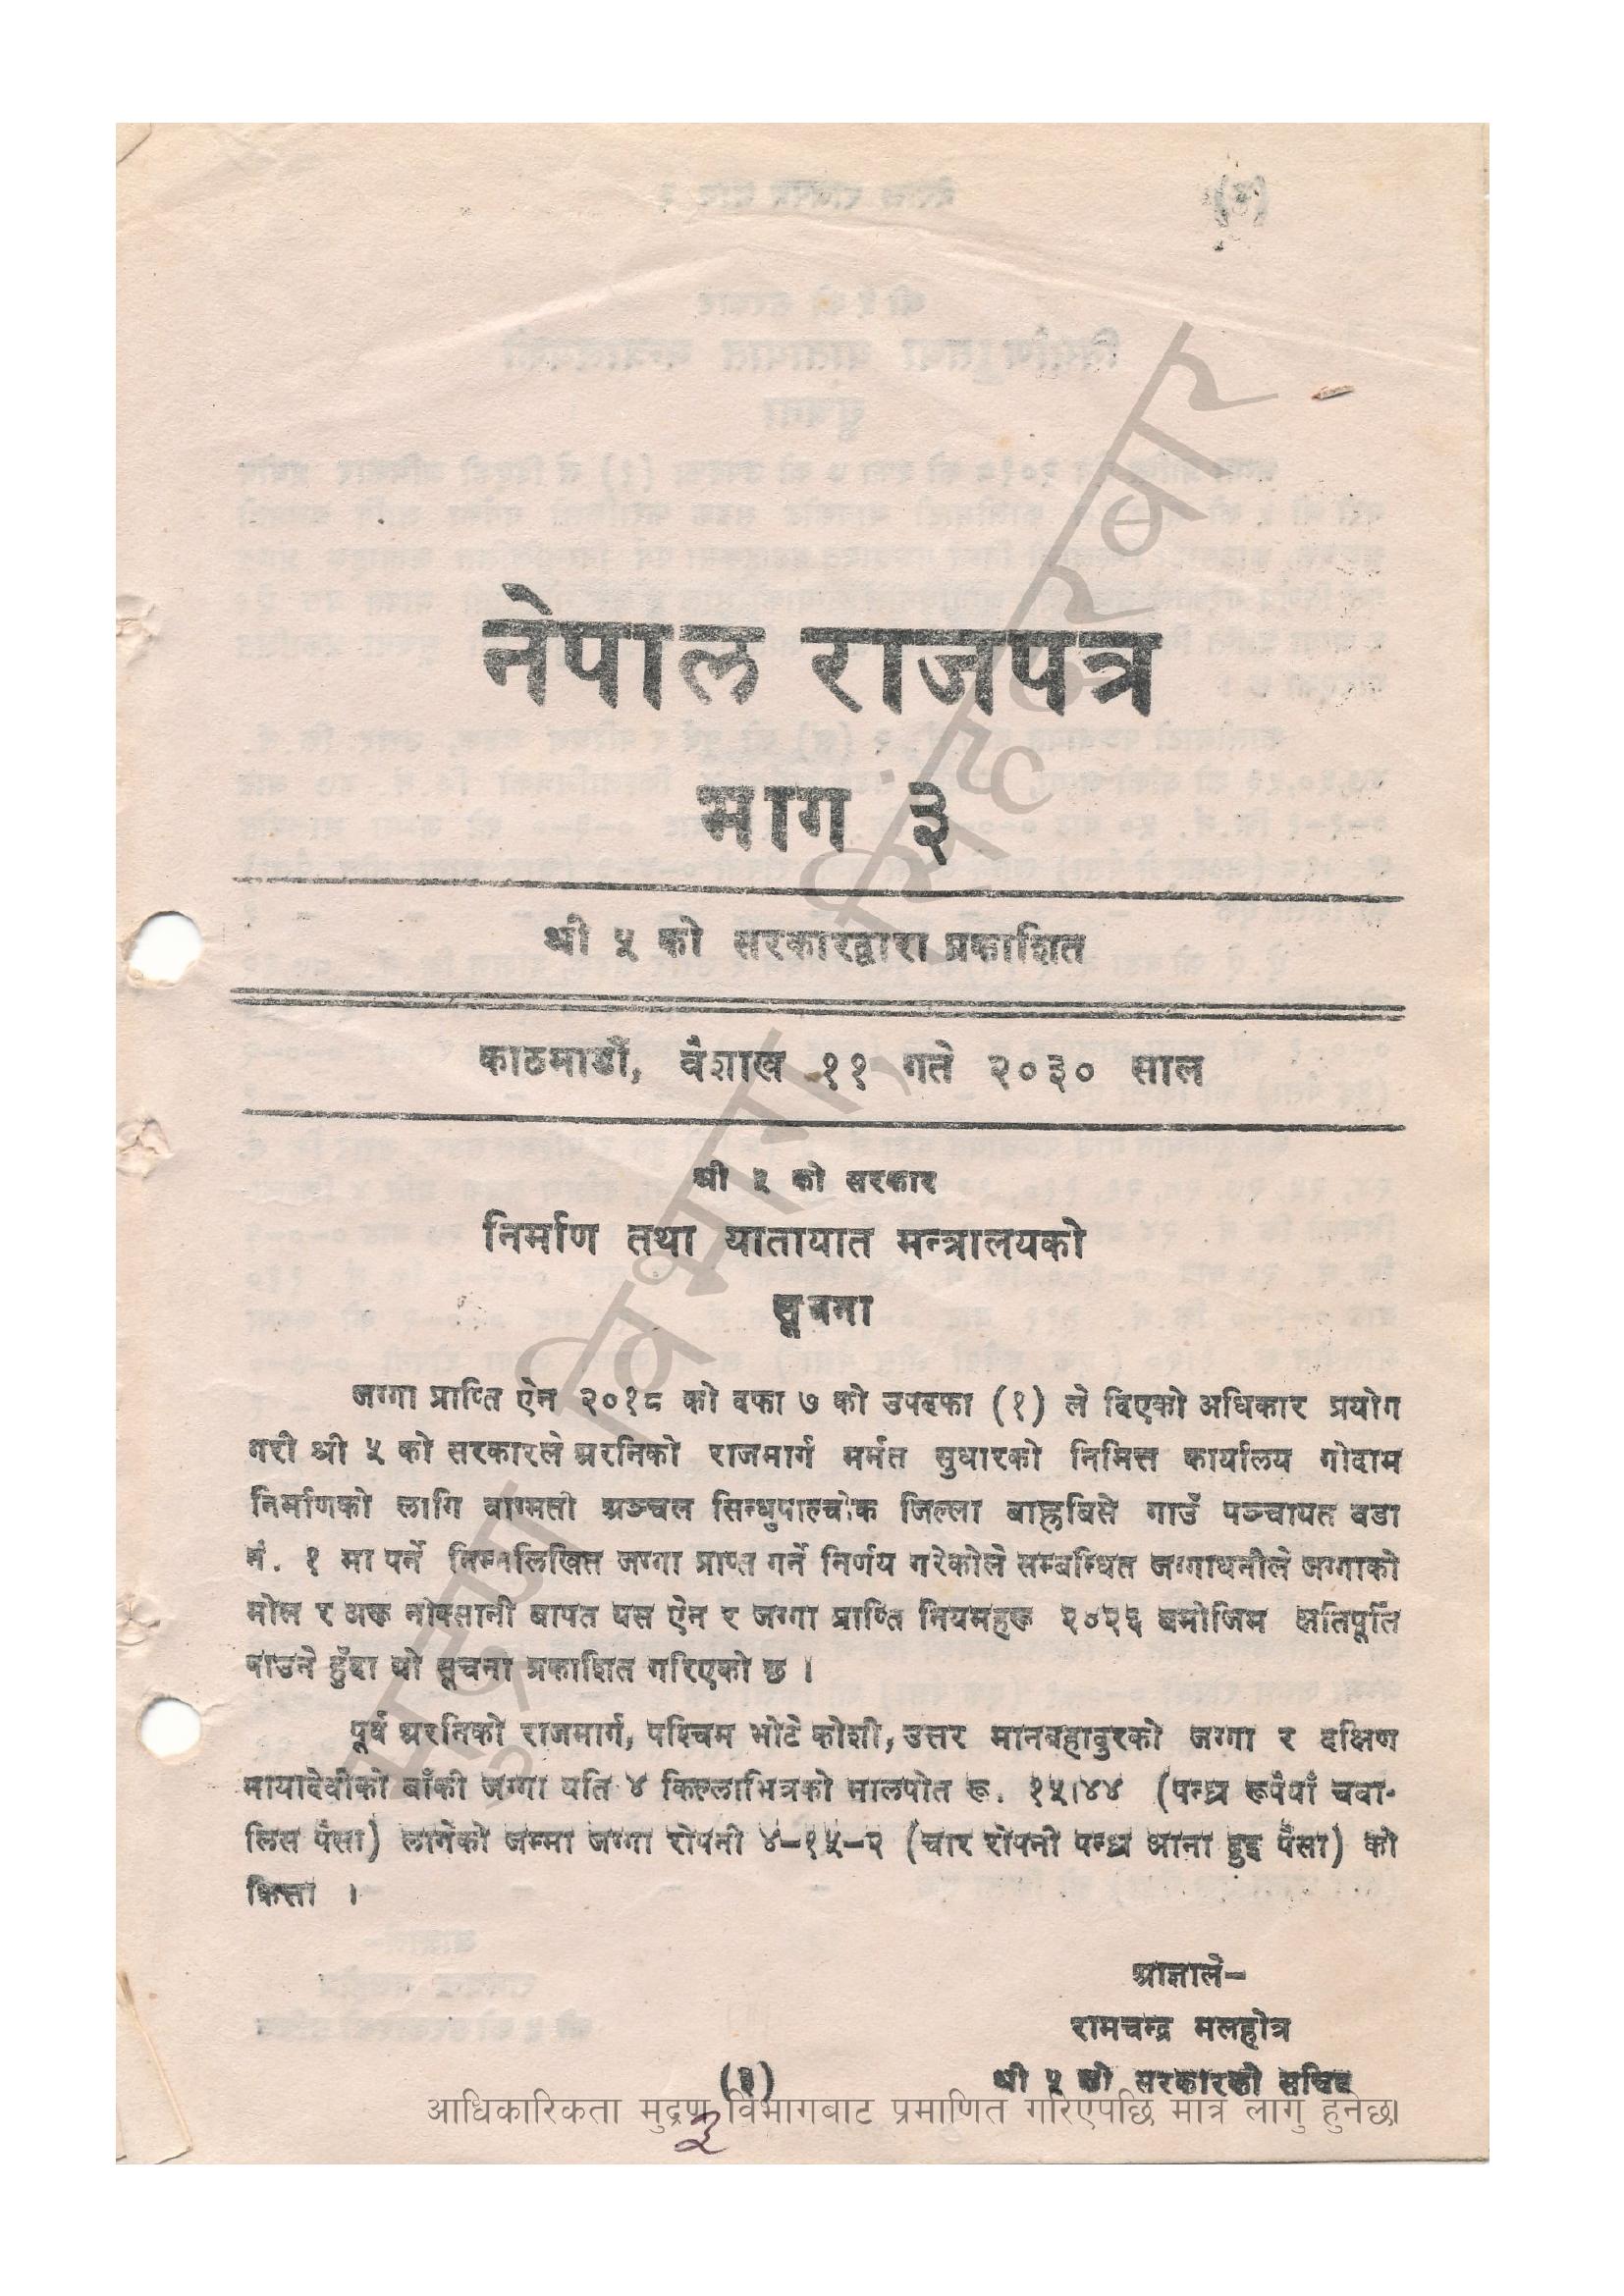 नेपाल राजपत्र
भाग ३
श्री ५ को सरकारद्वारा प्रकाशित
काठमाडौं, वैशाख ११ गते २०३० साल
श्री ५ को सरकार
निर्माण तथा यातायात मन्त्रालयको
सूचना
जग्गा प्राप्ति ऐन २०१८ को दफा ७ को उपदफा (१) ले दिएको अधिकार प्रयोग
गरी श्री ५ को सरकारले अरनिको राजमार्ग मर्मत सुधारको निमित्त कार्यालय गोदाम
निर्माणको लागि वाग्मती अञ्चल सिन्धुपाल्चोक जिल्ला बाह्रबिसे गाउँ पञ्चायत वडा
नं. १ मा पर्ने निम्नलिखित जग्गा प्राप्त गर्ने निर्णय गरेकोले सम्बन्धित जग्गाधनीले जग्गाको
मोल र अरू नोक्सानी बापत यस ऐन र जग्गा प्राप्ति नियमहरू २०२६ बमोजिम क्षतिपूर्ति
पाउने हुँदा यो सूचना प्रकाशित गरिएको छ ।
पूर्व अरनिको राजमार्ग, पश्चिम भोटे कोशी, उत्तर मानबहादुरको जग्गा र दक्षिण
मायादेवीको बाँकी जग्गा यति ४ किल्लाभित्रको मालपोत रू. १५।४४ (पन्ध्र रूपैयाँ चवा-
लिस पैसा) लागेको जम्मा जग्गा रोपनी ४-१५-२ (चार रोपनी पन्ध्र आना दुइ पैसा) को
कित्ता ।
आज्ञाले-
रामचन्द्र मलहोत्र
श्री ५ को सरकारको सचिव
(३)
आधिकारिकता मुद्रण विभागबाट प्रमाणित गरिएपछि मात्र लागु हुनेछ।
३
मुद्रण विभाग, सिंहदरबार